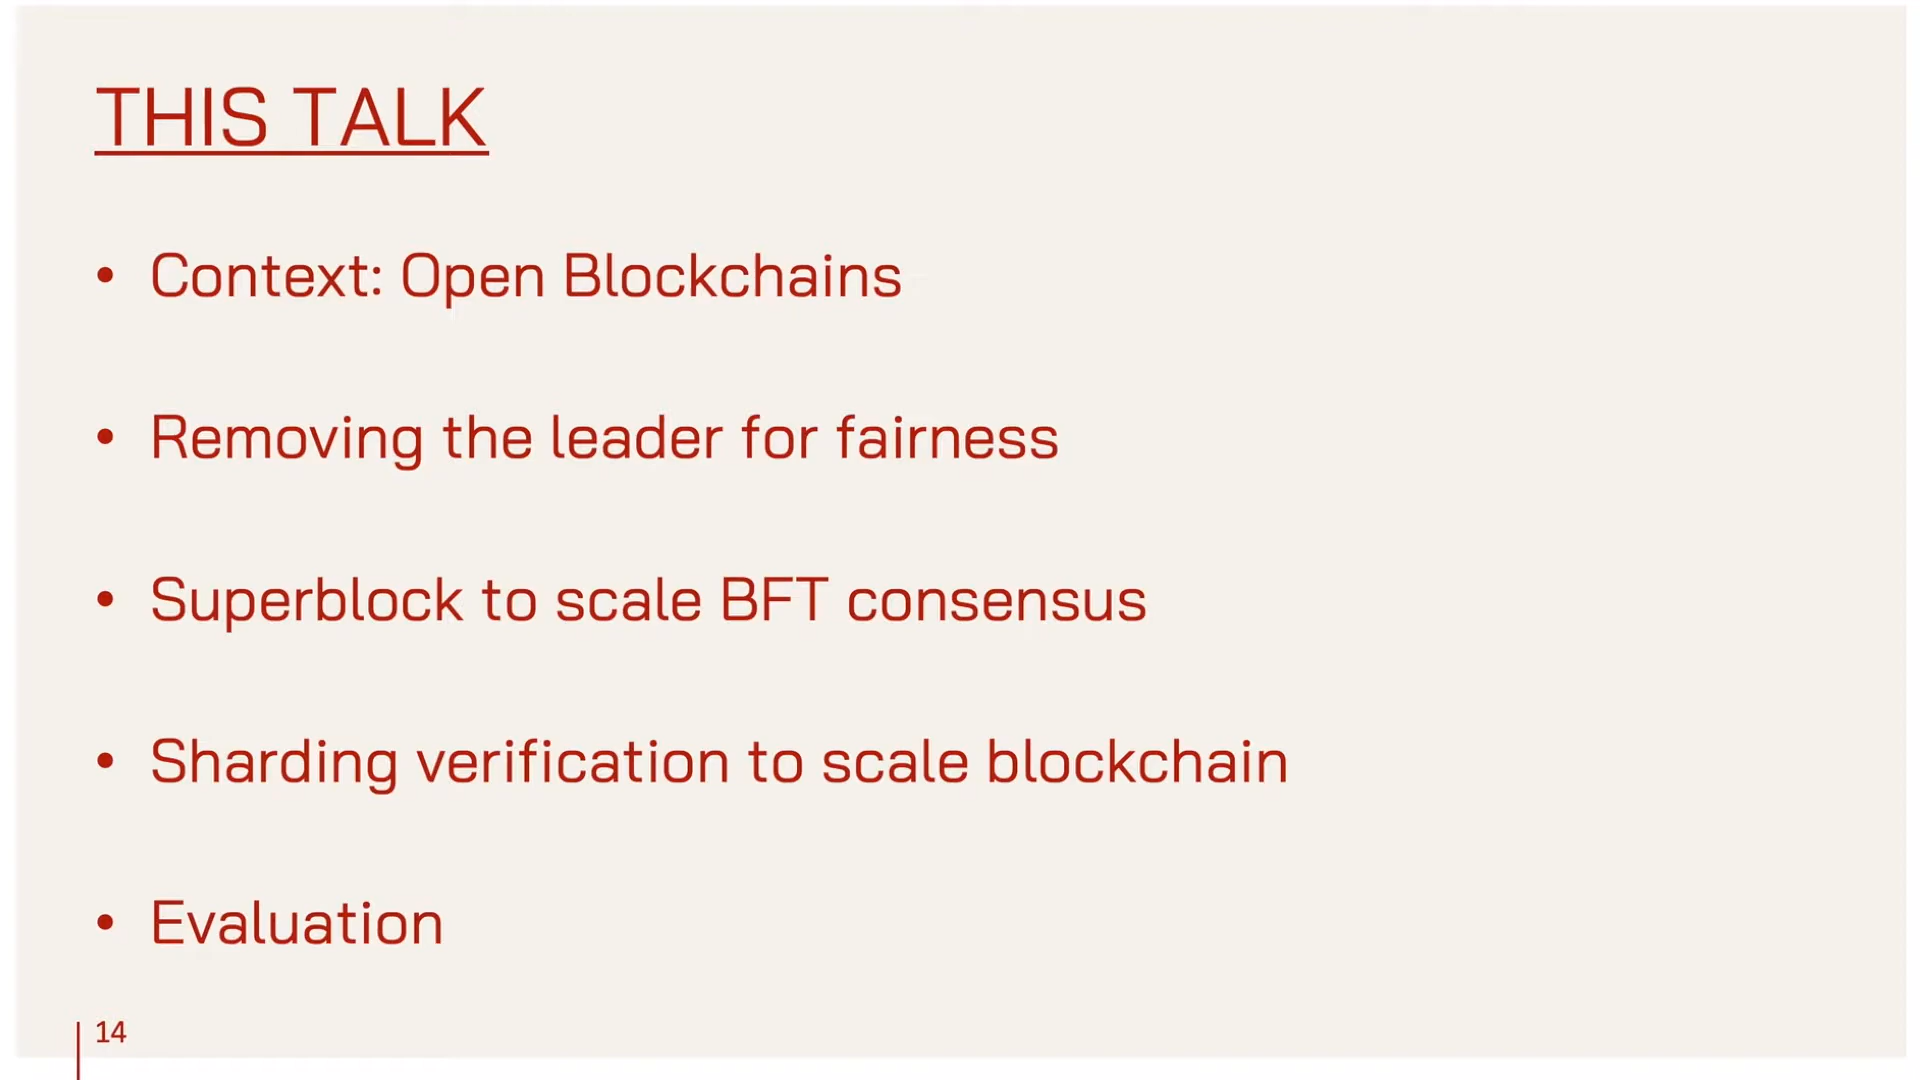 THIS TALK
• Context: Open Blockchains
• Removing the leader for fairness
• Superblock to scale BFT consensus
• Sharding verification to scale blockchain
• Evaluation
14